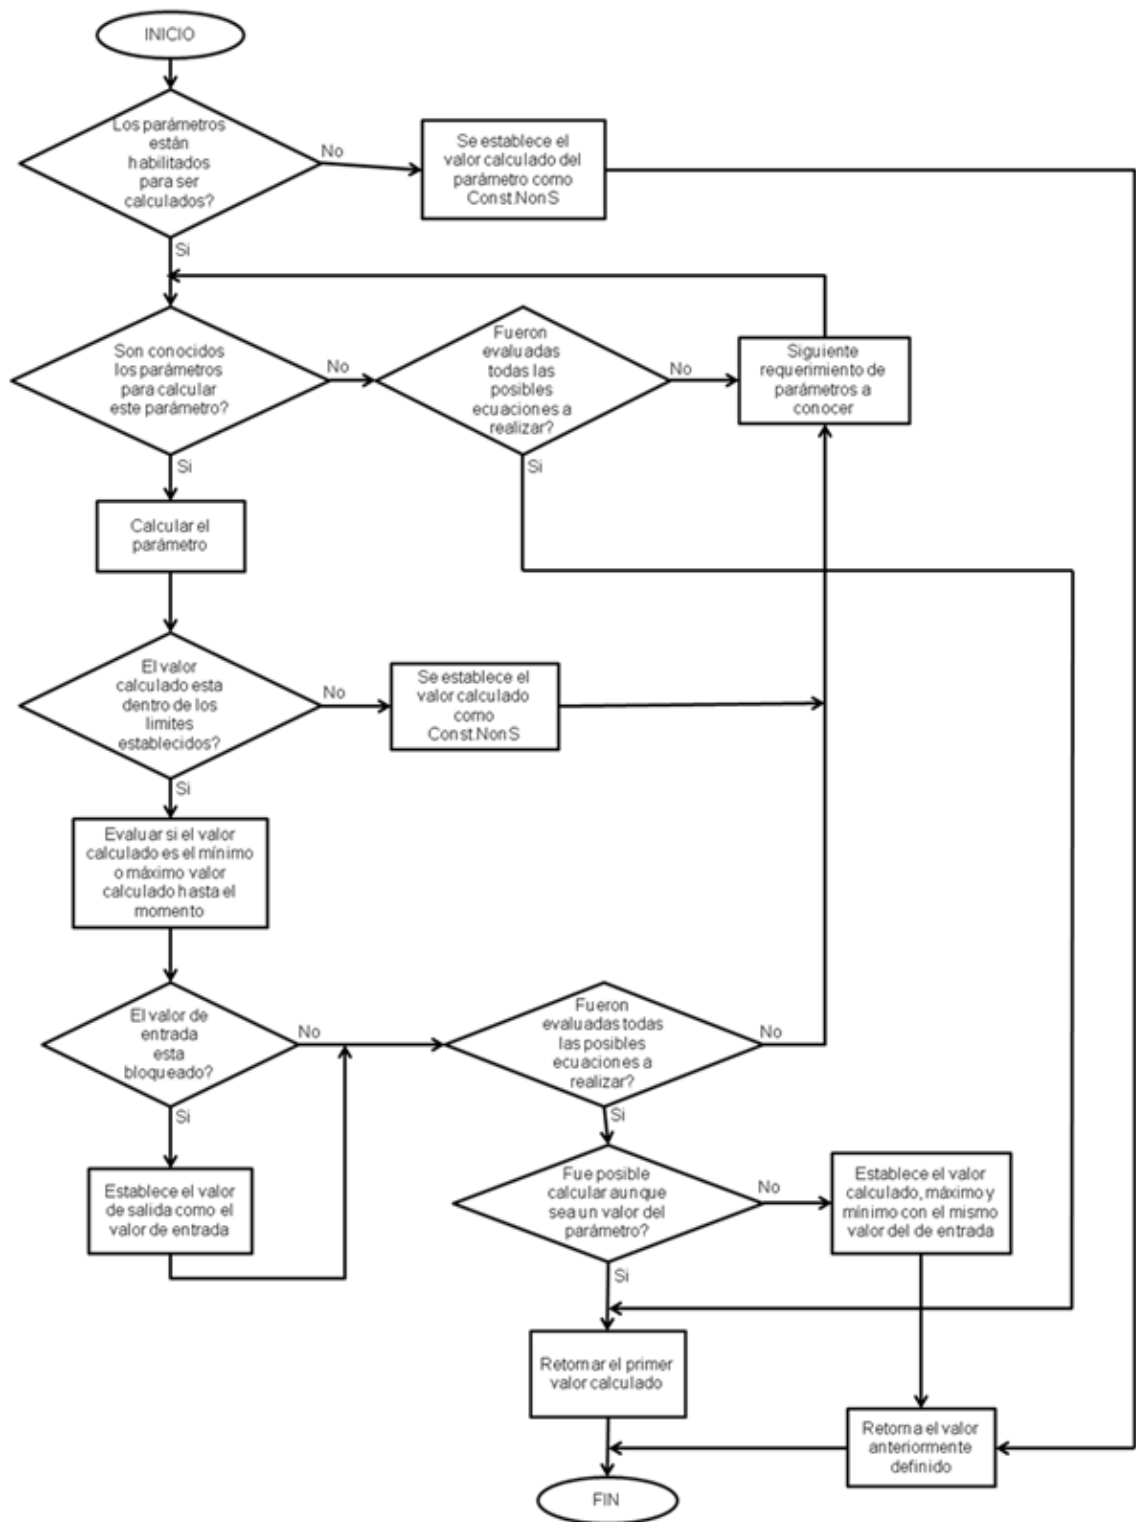 INICIO
Los parámetros
están
habilitados
para ser
calculados?
No
Se establece el
valor calculado del
parámetro como
Const.NonS
Si
Son conocidos
los parámetros
para calcular
este parámetro?
No
Fueron
evaluadas
todas las
posibles
ecuaciones a
realizar?
No
Siguiente
requerimiento de
parámetros a
conocer
Si
Si
Calcular el
parámetro
El valor
calculado esta
dentro de los
limites
establecidos?
No
Se establece el
valor calculado
como
Const.NonS
Si
Evaluar si el valor
calculado es el mínimo
o máximo valor
calculado hasta el
momento
El valor de
entrada
esta
bloqueado?
No
Fueron
evaluadas todas
las posibles
ecuaciones a
realizar?
No
Si
Si
Establece el valor
de salida como el
valor de entrada
Fue posible
calcular aunque
sea un valor del
parámetro?
No
Establece el valor
calculado, máximo y
mínimo con el mismo
valor del de entrada
Si
Retornar el primer
valor calculado
Retorna el valor
anteriormente
definido
FIN